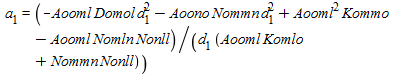 a₁ = (-Aooml Domol d₁² - Aoono Nommn d₁² + Aooml² Kommo
- Aooml Nomln Nonll) / (d₁ (Aooml Komlo
+ Nommn Nonll))